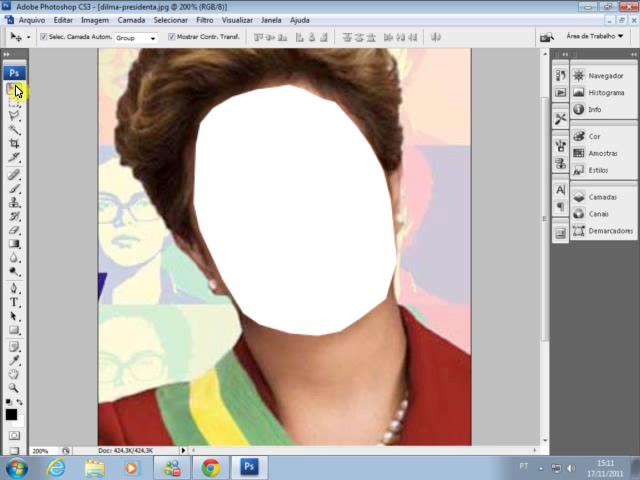 Adobe Photoshop CS3 - [dilma-presidenta.jpg @ 200% (RGB/8)]
Arquivo Editar Imagem Camada Selecionar Filtro Visualizar Janela Ajuda
Selec. Camada Autom. Group Mostrar Contr. Transf. Área de Trabalho
Ps
Navegador
Histograma
Info
Cor
Amostras
Estilos
Camadas
Canais
Demarcadores
200% Doc: 424,3K/424,3K
Ps PT 15:11
17/11/2011